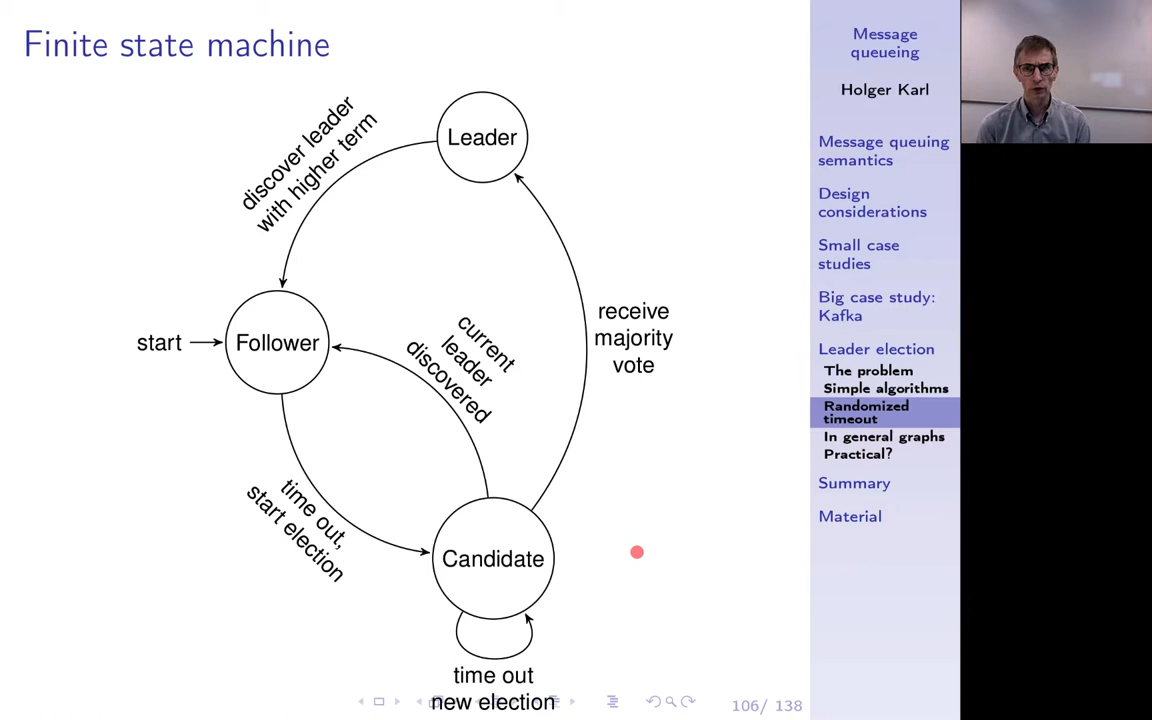 Finite state machine
Leader
discover leader
with higher term
receive
majority
vote
start
Follower
current
leader
discovered
time out,
start election
Candidate
time out
new election
106/ 138
Message
queueing
Holger Karl
Message queuing
semantics
Design
considerations
Small case
studies
Big case study:
Kafka
Leader election
The problem
Simple algorithms
Randomized
timeout
In general graphs
Practical?
Summary
Material